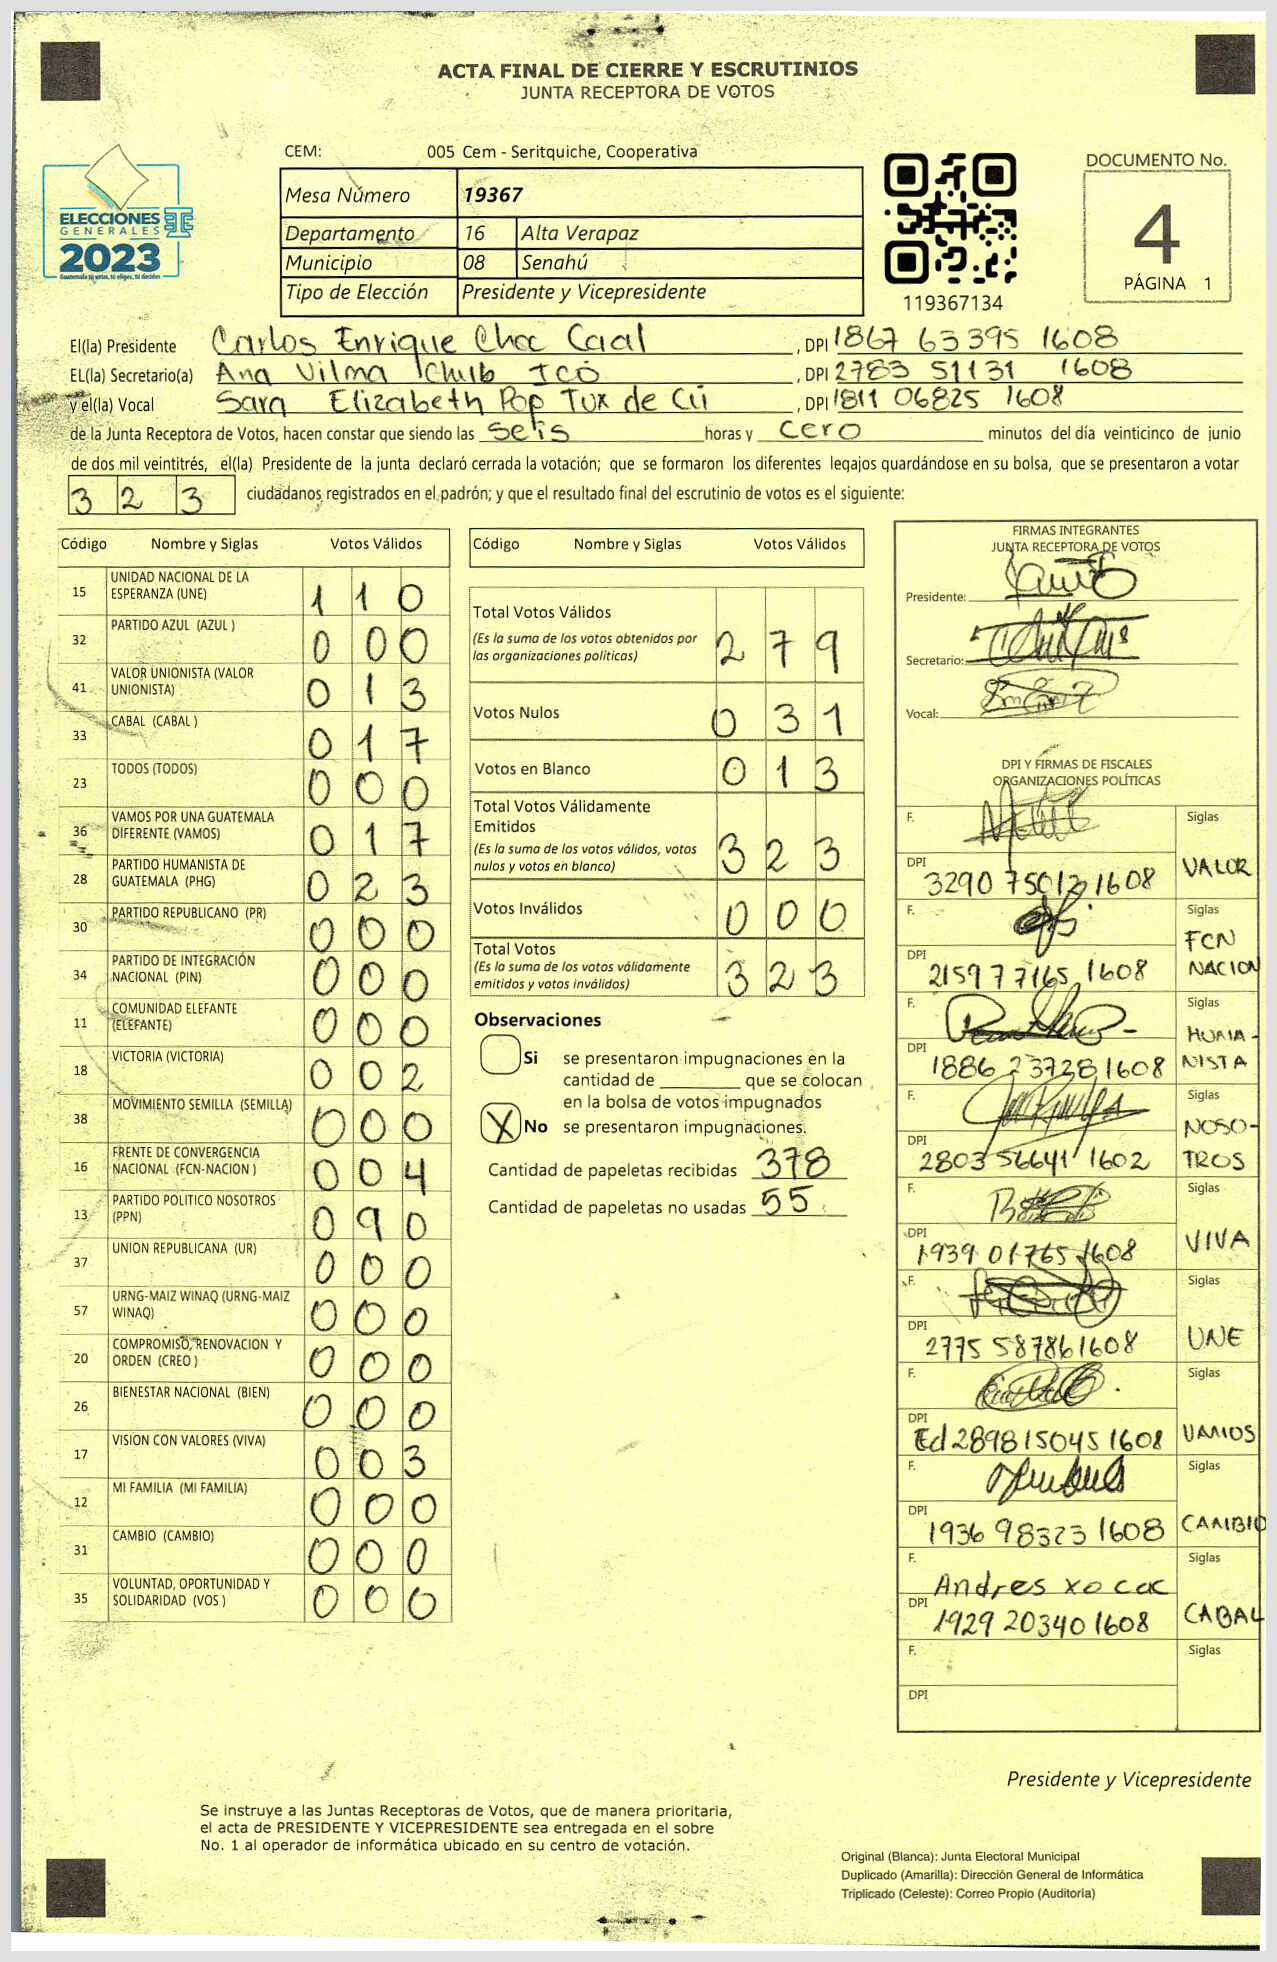 ACTA FINAL DE CIERRE Y ESCRUTINIOS
JUNTA RECEPTORA DE VOTOS
CEM: 005 Cem - Seritquiche, Cooperativa
Mesa Número 19367
Departamento 16 Alta Verapaz
Municipio 08 Senahú
Tipo de Elección Presidente y Vicepresidente
ELECCIONES
GENERALES
2023
Guatemala tú votas, tú eliges, tú decides
119367134
DOCUMENTO No.
4
PÁGINA 1
El(la) Presidente Carlos Enrique Choc Caal , DPI 1867 63395 1608
EL(la) Secretario(a) Ana Vilma Chub ICÓ , DPI 2783 51131 1608
y el(la) Vocal Sara Elizabeth Pop Tux de Cú , DPI 1811 06825 1608
de la Junta Receptora de Votos, hacen constar que siendo las seis horas y cero minutos del día veinticinco de junio
de dos mil veintitrés, el(la) Presidente de la junta declaró cerrada la votación; que se formaron los diferentes legajos quardándose en su bolsa, que se presentaron a votar
3 2 3 ciudadanos registrados en el padrón; y que el resultado final del escrutinio de votos es el siguiente:
Código Nombre y Siglas Votos Válidos
15 UNIDAD NACIONAL DE LA ESPERANZA (UNE) 1 1 0
32 PARTIDO AZUL (AZUL ) 0 0 0
41 VALOR UNIONISTA (VALOR UNIONISTA) 0 1 3
33 CABAL (CABAL ) 0 1 7
23 TODOS (TODOS) 0 0 0
36 VAMOS POR UNA GUATEMALA DIFERENTE (VAMOS) 0 1 7
28 PARTIDO HUMANISTA DE GUATEMALA (PHG) 0 2 3
30 PARTIDO REPUBLICANO (PR) 0 0 0
34 PARTIDO DE INTEGRACIÓN NACIONAL (PIN) 0 0 0
11 COMUNIDAD ELEFANTE (ELEFANTE) 0 0 0
18 VICTORIA (VICTORIA) 0 0 2
38 MOVIMIENTO SEMILLA (SEMILLA) 0 0 0
16 FRENTE DE CONVERGENCIA NACIONAL (FCN-NACION ) 0 0 4
13 PARTIDO POLITICO NOSOTROS (PPN) 0 9 0
37 UNION REPUBLICANA (UR) 0 0 0
57 URNG-MAIZ WINAQ (URNG-MAIZ WINAQ) 0 0 0
20 COMPROMISO, RENOVACION Y ORDEN (CREO ) 0 0 0
26 BIENESTAR NACIONAL (BIEN) 0 0 0
17 VISION CON VALORES (VIVA) 0 0 3
12 MI FAMILIA (MI FAMILIA) 0 0 0
31 CAMBIO (CAMBIO) 0 0 0
35 VOLUNTAD, OPORTUNIDAD Y SOLIDARIDAD (VOS ) 0 0 0
Código Nombre y Siglas Votos Válidos
Total Votos Válidos 2 7 9
(Es la suma de los votos obtenidos por
las organizaciones políticas)
Votos Nulos 0 3 1
Votos en Blanco 0 1 3
Total Votos Válidamente
Emitidos 3 2 3
(Es la suma de los votos válidos, votos
nulos y votos en blanco)
Votos Inválidos 0 0 0
Total Votos 3 2 3
(Es la suma de los votos válidamente
emitidos y votos inválidos)
Observaciones
Si se presentaron impugnaciones en la
cantidad de ________ que se colocan
en la bolsa de votos impugnados
X No se presentaron impugnaciones.
Cantidad de papeletas recibidas 378
Cantidad de papeletas no usadas 55
FIRMAS INTEGRANTES
JUNTA RECEPTORA DE VOTOS
Presidente:
Secretario:
Vocal:
DPI Y FIRMAS DE FISCALES
ORGANIZACIONES POLÍTICAS
F. Siglas
DPI 3290 75012 1608 VALOR
F. Siglas
DPI 2159 77165 1608 FCN NACION
F. Siglas
DPI 1886 23728 1608 HUMA-NISTA
F. Siglas
DPI 2803 56641 1602 NOSO-TROS
F. Siglas
DPI 1939 01765 1608 VIVA
F. Siglas
DPI 2775 58786 1608 UNE
F. Siglas
DPI Ed 2898 15045 1608 VAMOS
F. Siglas
DPI 1936 98323 1608 CAMBIO
F. Andres xo coc Siglas
DPI 1929 20340 1608 CABAL
F. Siglas
DPI
Presidente y Vicepresidente
Se instruye a las Juntas Receptoras de Votos, que de manera prioritaria,
el acta de PRESIDENTE Y VICEPRESIDENTE sea entregada en el sobre
No. 1 al operador de informática ubicado en su centro de votación.
Original (Blanca): Junta Electoral Municipal
Duplicado (Amarilla): Dirección General de Informática
Triplicado (Celeste): Correo Propio (Auditoría)